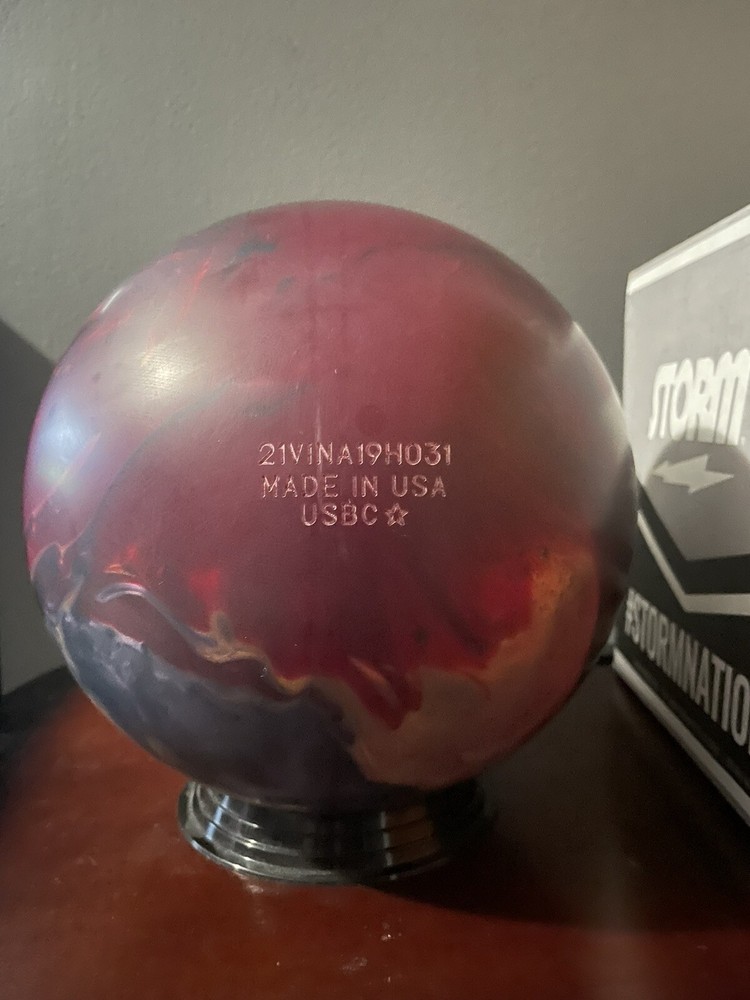 21VINA19H031
MADE IN USA
USBC☆
STORM
#STORMNATIO